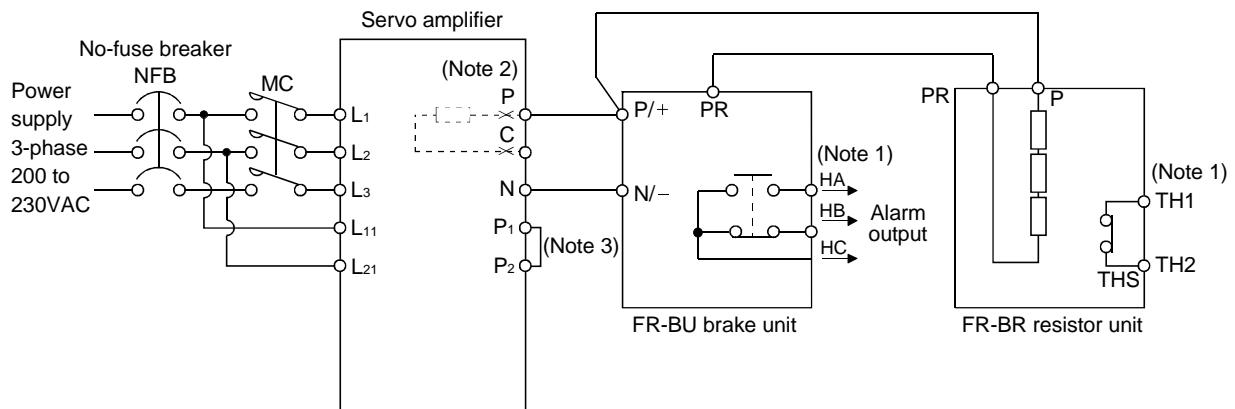 Servo amplifier
No-fuse breaker
NFB
MC
(Note 2)
Power
supply
3-phase
200 to
230VAC
L1
L2
L3
L11
L21
P
C
N
P1
P2
(Note 3)
P/+
PR
N/−
(Note 1)
HA
HB
HC
Alarm
output
FR-BU brake unit
PR
P
(Note 1)
TH1
THS
TH2
FR-BR resistor unit